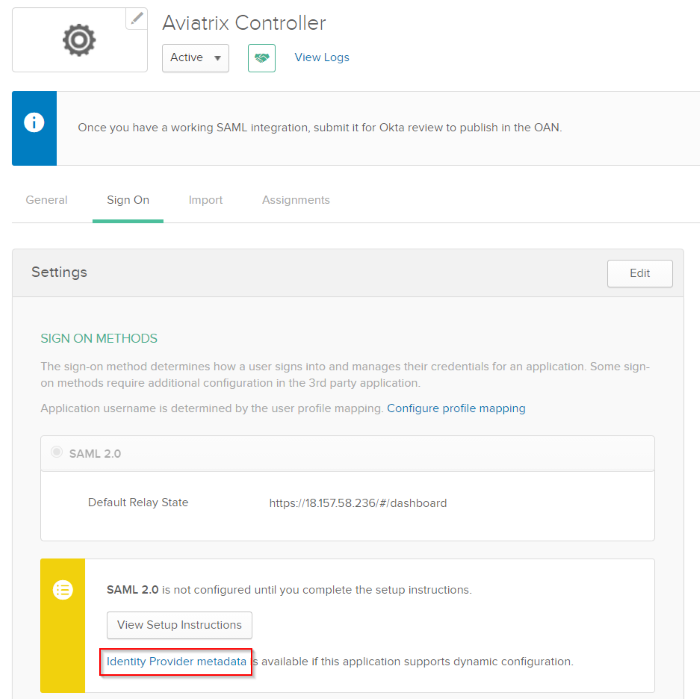 Aviatrix Controller
Active
View Logs
Once you have a working SAML integration, submit it for Okta review to publish in the OAN.
General
Sign On
Import
Assignments
Settings
Edit
SIGN ON METHODS
The sign-on method determines how a user signs into and manages their credentials for an application. Some sign-
on methods require additional configuration in the 3rd party application.
Application username is determined by the user profile mapping. Configure profile mapping
SAML 2.0
Default Relay State
https://18.157.58.236/#/dashboard
SAML 2.0 is not configured until you complete the setup instructions.
View Setup Instructions
Identity Provider metadata is available if this application supports dynamic configuration.